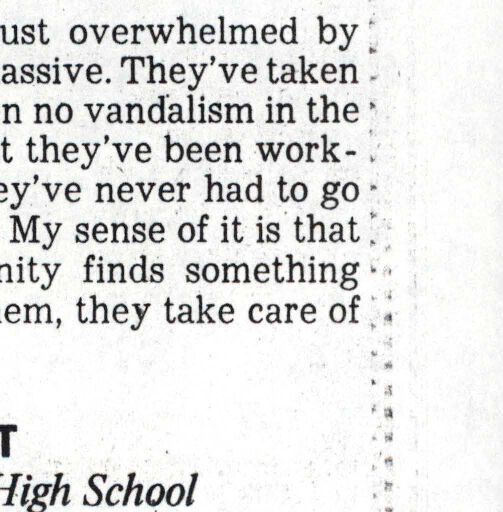 ust overwhelmed by
assive. They've taken
n no vandalism in the
t they've been work-
ey've never had to go
My sense of it is that
nity finds something
em, they take care of
T
High School